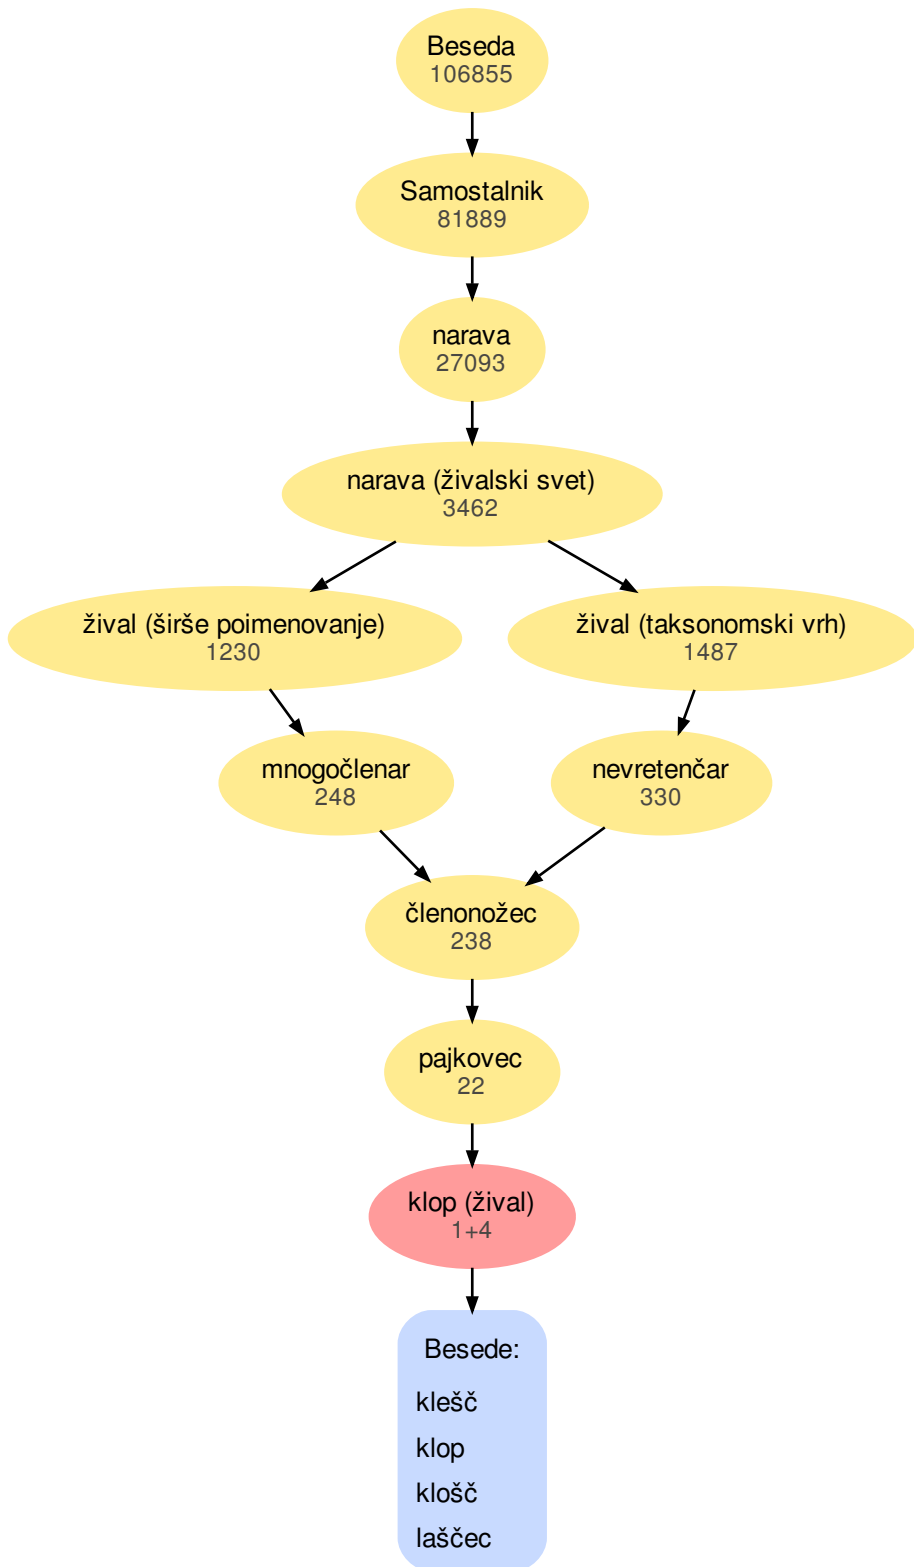 Beseda
106855
Samostalnik
81889
narava
27093
narava (živalski svet)
3462
žival (širše poimenovanje)
1230
žival (taksonomski vrh)
1487
mnogočlenar
248
nevretenčar
330
členonožec
238
pajkovec
22
klop (žival)
1+4
Besede:
klešč
klop
klošč
laščec